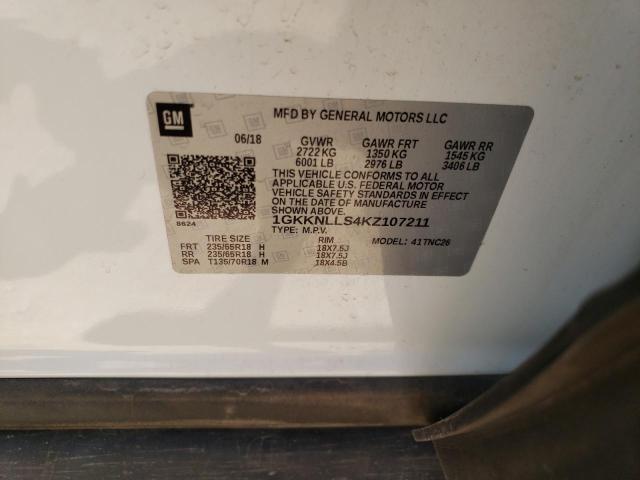 GM
MFD BY GENERAL MOTORS LLC
06/18 GVWR GAWR FRT GAWR RR
2722 KG 1350 KG 1545 KG
6001 LB 2976 LB 3406 LB
THIS VEHICLE CONFORMS TO ALL
APPLICABLE U.S. FEDERAL MOTOR
VEHICLE SAFETY STANDARDS IN EFFECT
ON THE DATE OF MANUFACTURE
SHOWN ABOVE.
8624 1GKKNLLS4KZ107211
TYPE: M.P.V. MODEL: 41TNC26
TIRE SIZE RIM
FRT 235/65R18 H 18X7.5J
RR 235/65R18 H 18X7.5J
SPA T135/70R18 M 18X4.5B